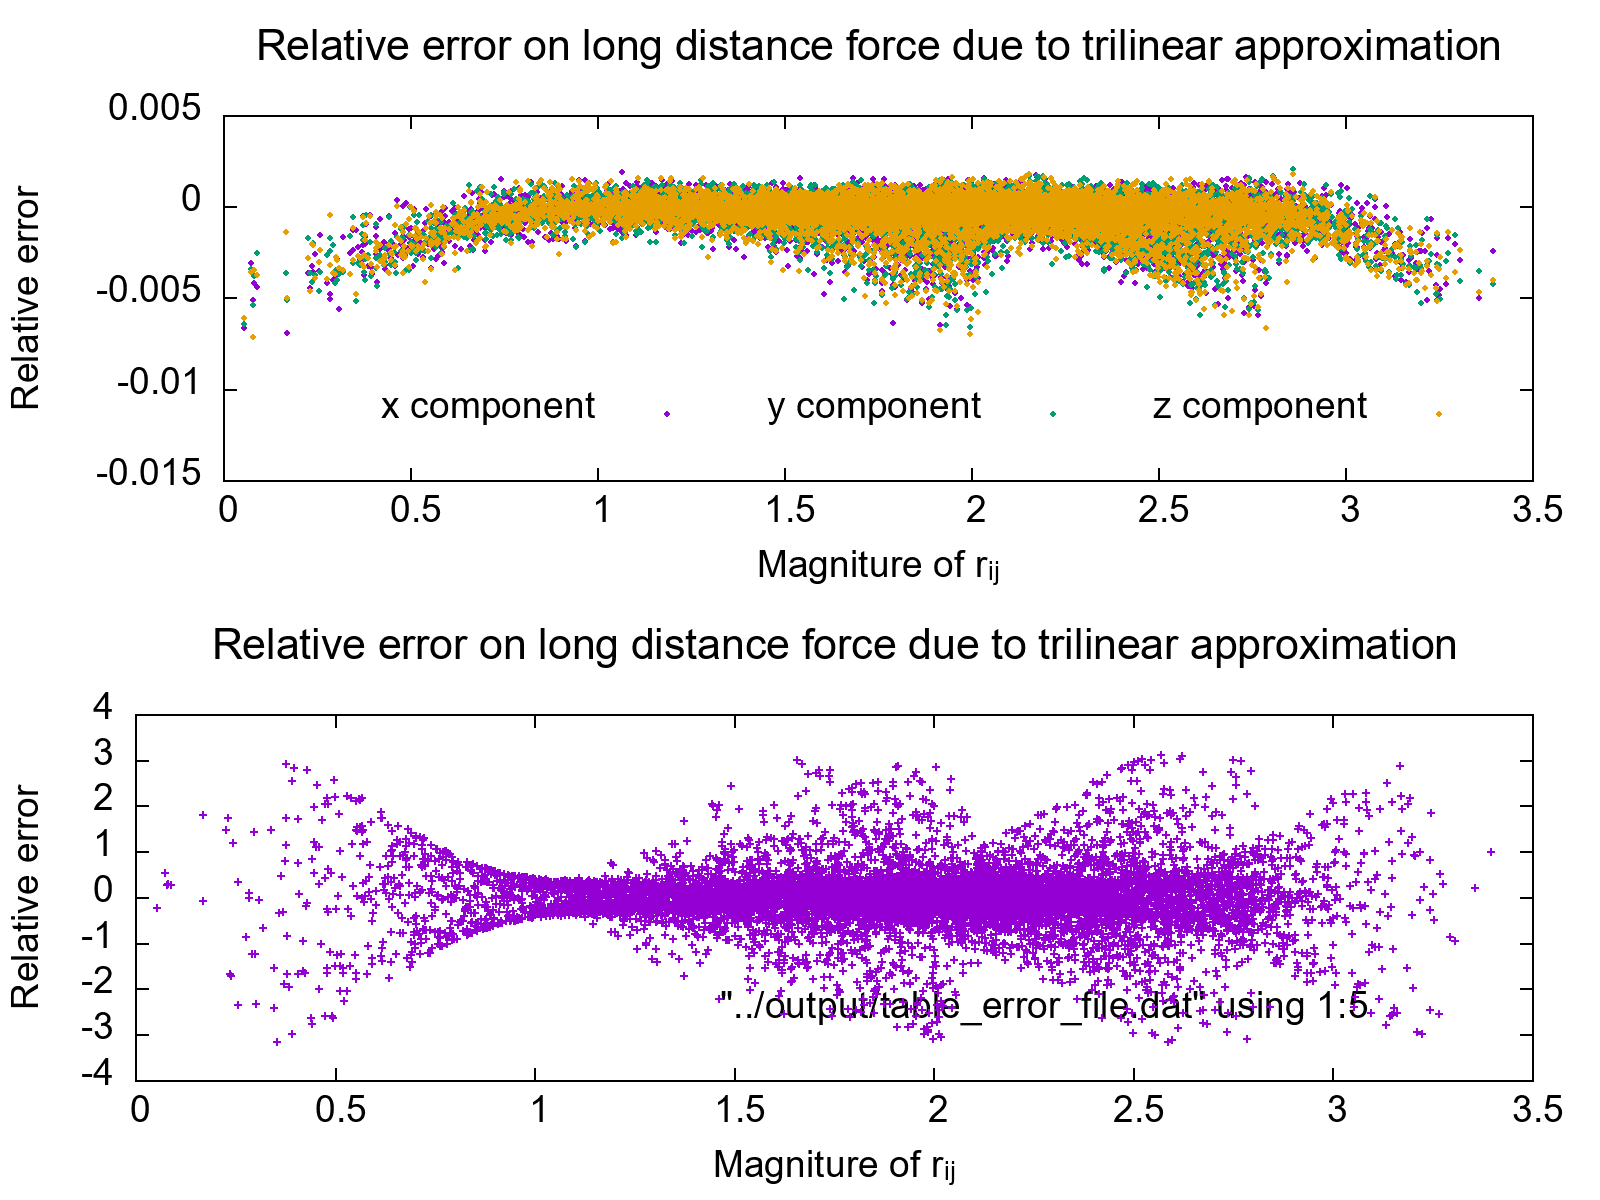 Relative error on long distance force due to trilinear approximation
0.005
0
-0.005
-0.01
-0.015
Relative error
x component
y component
z component
0 0.5 1 1.5 2 2.5 3 3.5
Magniture of rij
Relative error on long distance force due to trilinear approximation
4
3
2
1
0
-1
-2
-3
-4
Relative error
"../output/table_error_file.dat" using 1:5
0 0.5 1 1.5 2 2.5 3 3.5
Magniture of rij